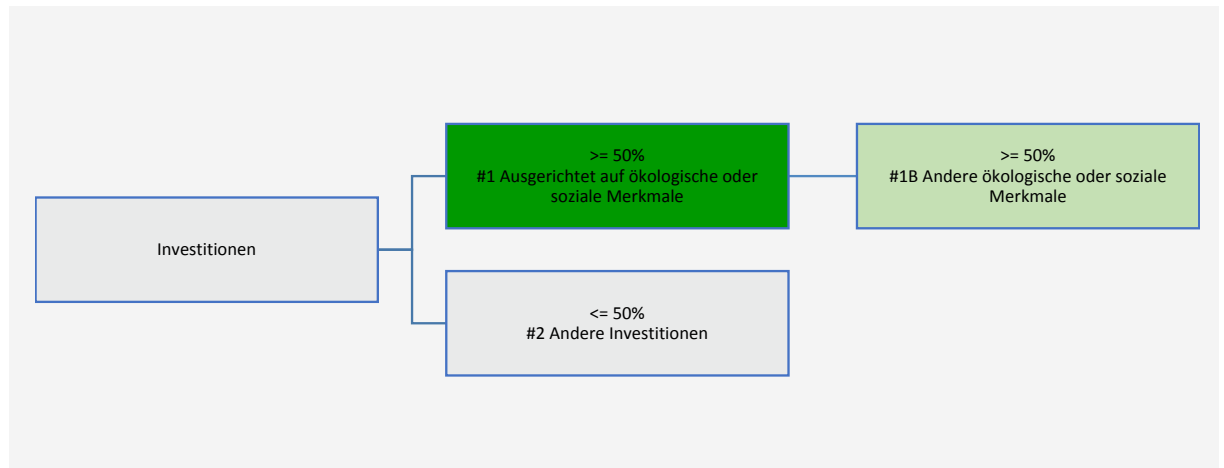 Investitionen
>= 50%
#1 Ausgerichtet auf ökologische oder
soziale Merkmale
>= 50%
#1B Andere ökologische oder soziale
Merkmale
<= 50%
#2 Andere Investitionen